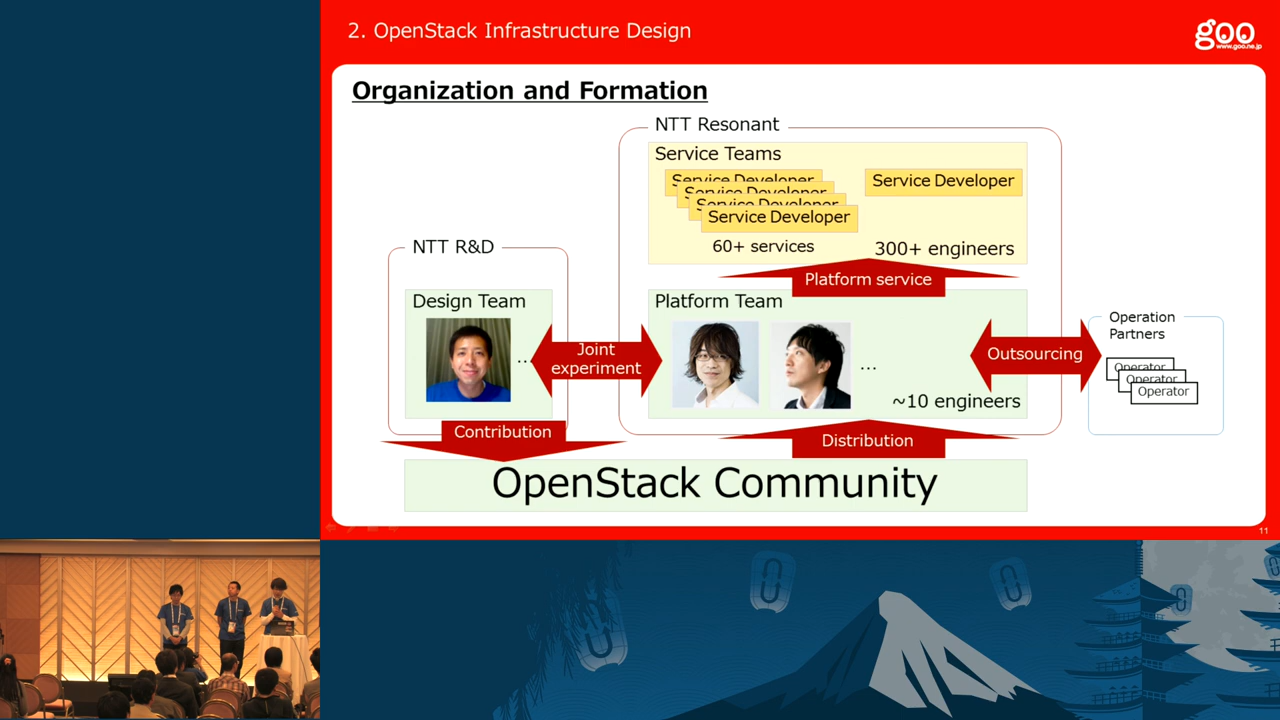 2. OpenStack Infrastructure Design
goo
www.goo.ne.jp
Organization and Formation
NTT Resonant
Service Teams
Service Developer
Service Developer
Service Developer
Service Developer
Service Developer
60+ services
300+ engineers
Platform service
NTT R&D
Design Team
...
Joint
experiment
Platform Team
...
~10 engineers
Outsourcing
Operation
Partners
Operator
Operator
Operator
Contribution
Distribution
OpenStack Community
11